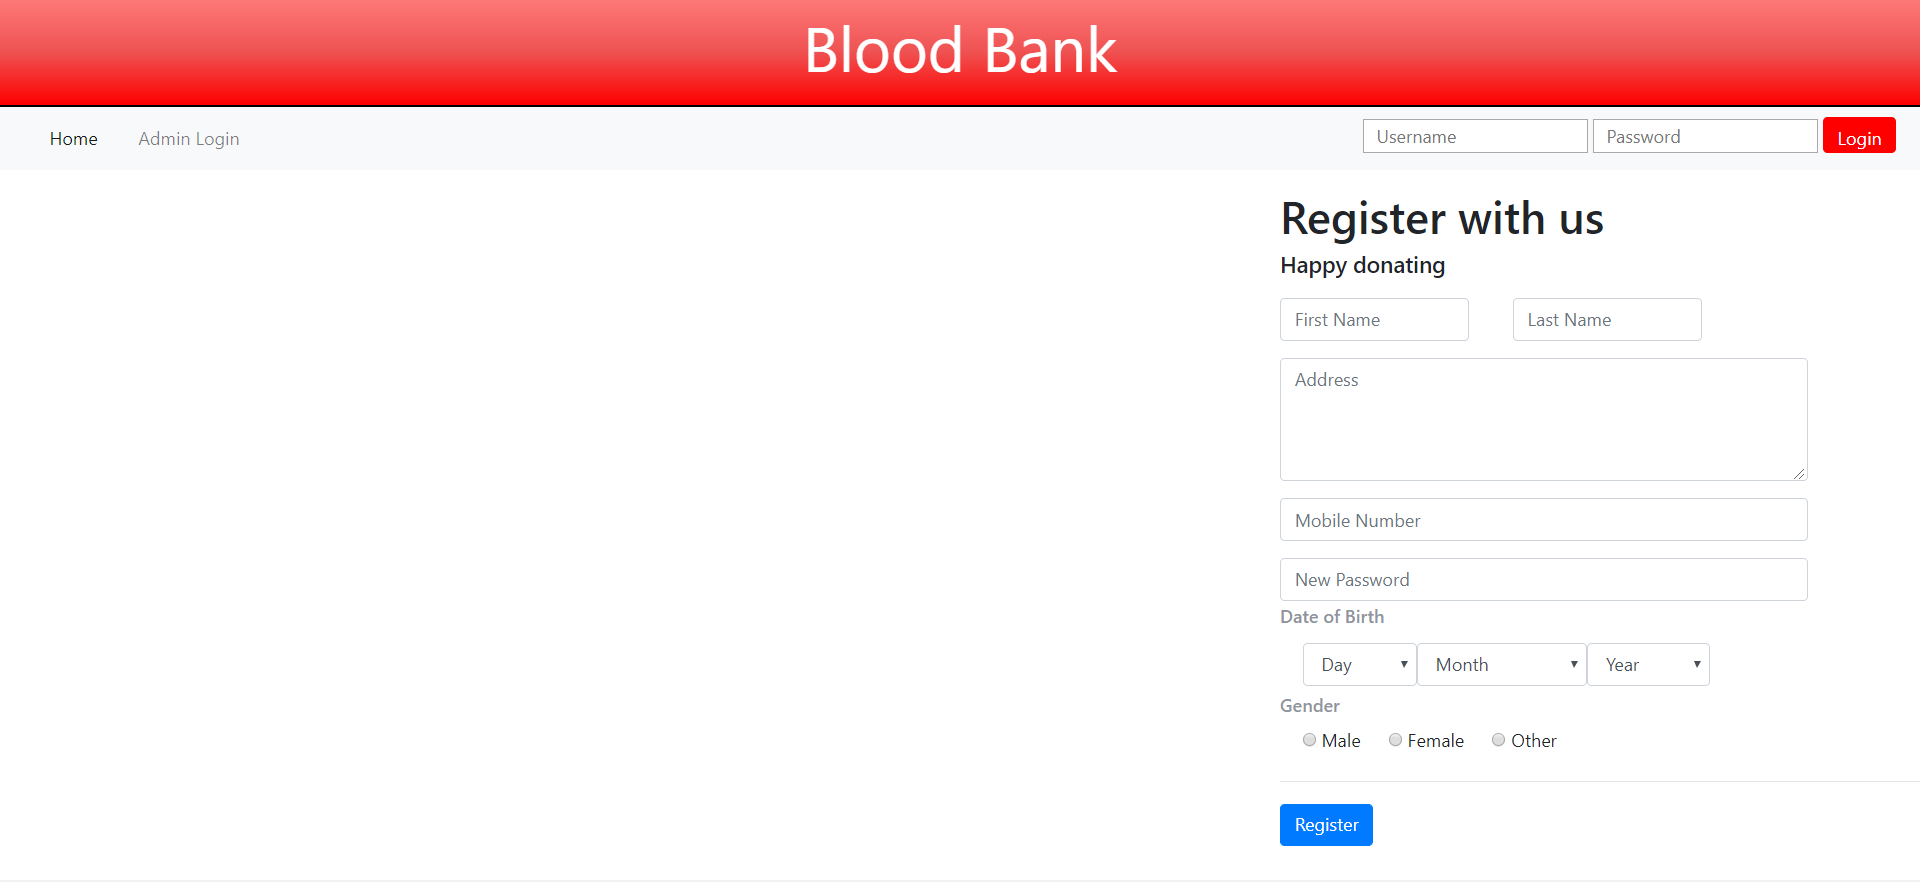 Blood Bank
Home Admin Login Username Password Login
Register with us
Happy donating
First Name Last Name
Address
Mobile Number
New Password
Date of Birth
Day Month Year
Gender
Male Female Other
Register